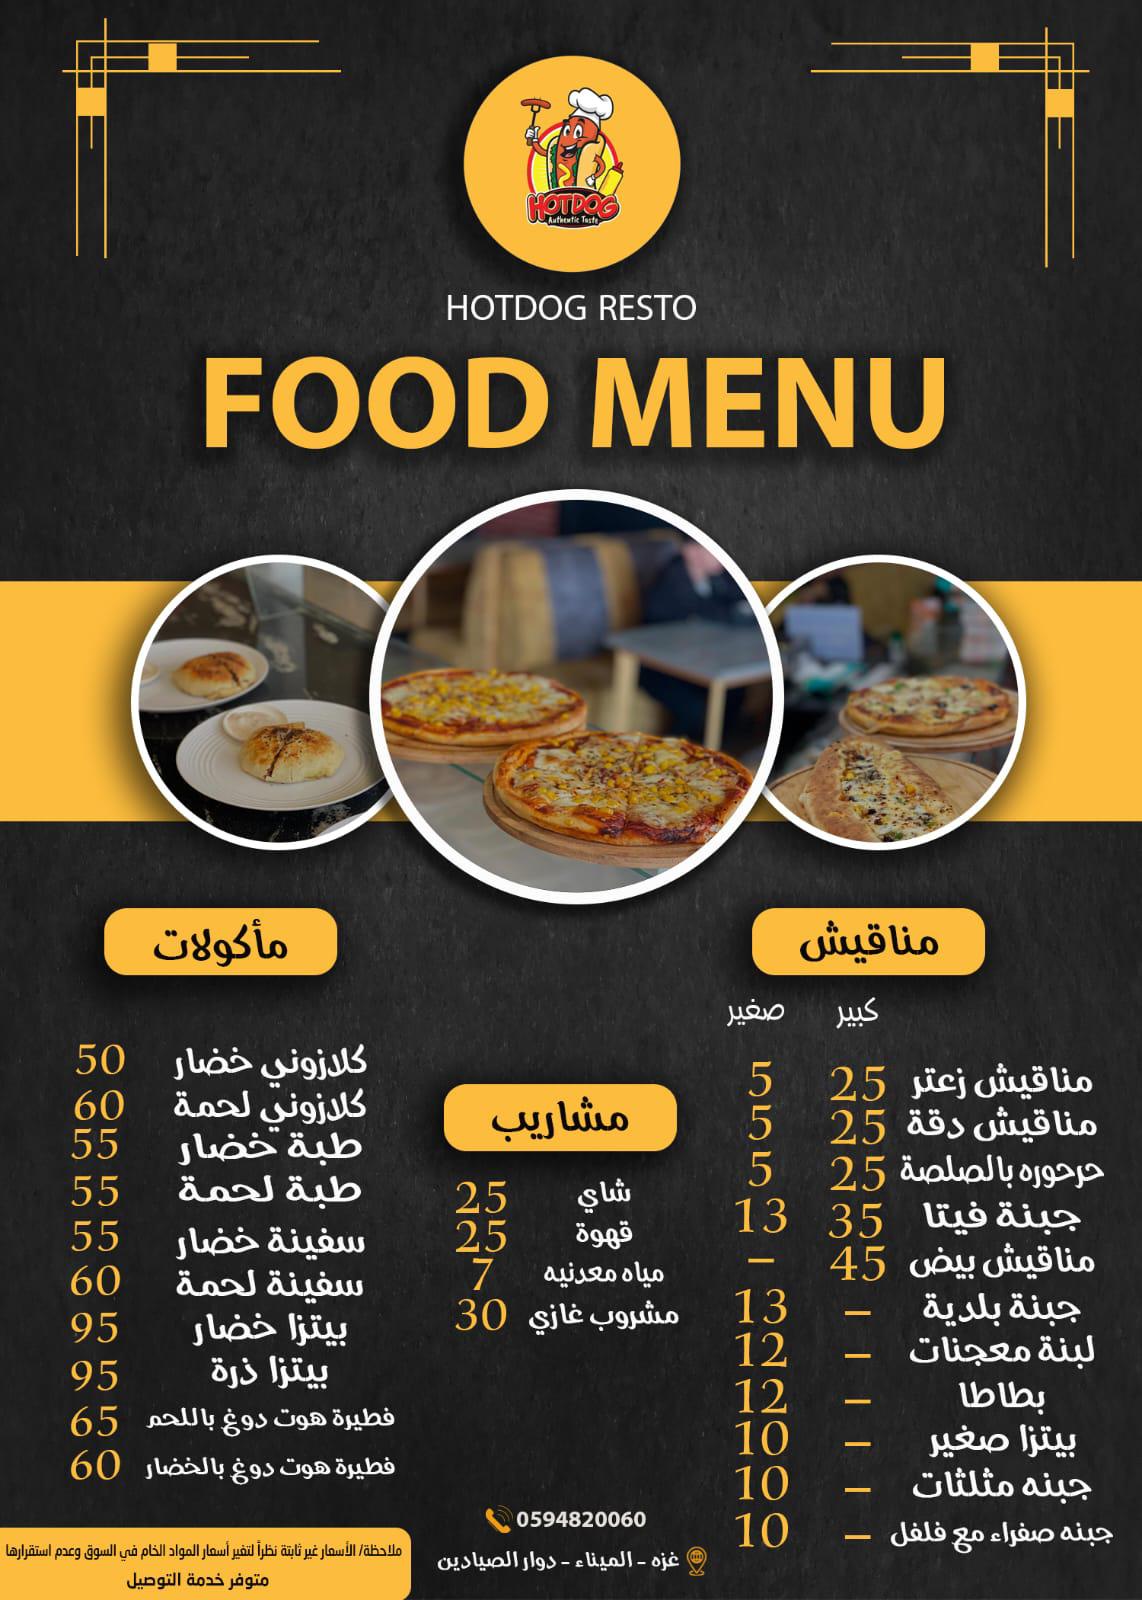 HOTDOG
Authentic Taste
HOTDOG RESTO
FOOD MENU
مناقيش
كبير صغير
مناقيش زعتر 25 5
مناقيش دقة 25 5
حرحوره بالصلصة 25 5
جبنة فيتا 35 13
مناقيش بيض 45 –
جبنة بلدية – 13
لبنة معجنات – 12
بطاطا – 12
بيتزا صغير – 10
جبنه مثلثات – 10
جبنه صفراء مع فلفل – 10
مشاريب
شاي 25
قهوة 25
مياه معدنيه 7
مشروب غازي 30
مأكولات
كلازوني خضار 50
كلازوني لحمة 60
طبة خضار 55
طبة لحمة 55
سفينة خضار 55
سفينة لحمة 60
بيتزا خضار 95
بيتزا ذرة 95
فطيرة هوت دوغ باللحم 65
فطيرة هوت دوغ بالخضار 60
0594820060
غزه - الميناء - دوار الصيادين
ملاحظة/ الأسعار غير ثابتة نظراً لتغير أسعار المواد الخام في السوق وعدم استقرارها
متوفر خدمة التوصيل